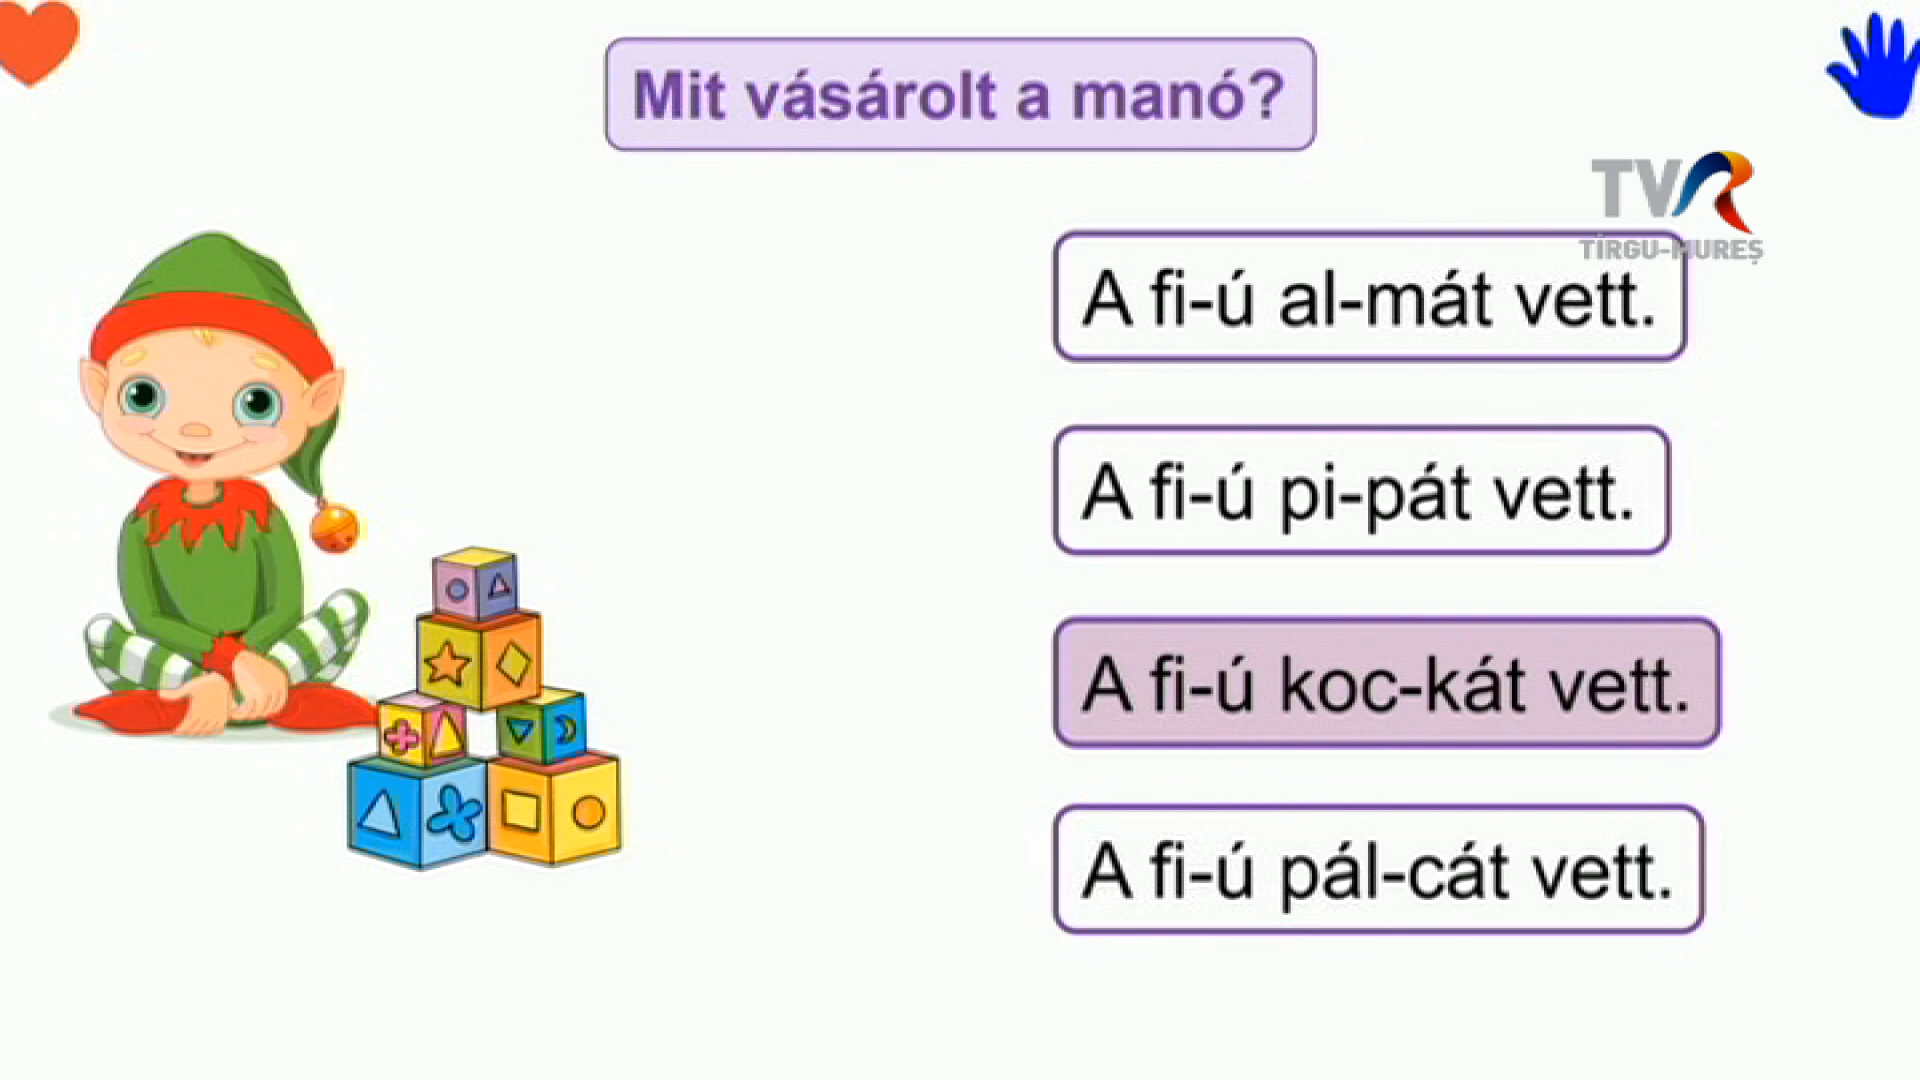 Mit vásárolt a manó?
TVR
TÎRGU-MUREȘ
A fi-ú al-mát vett.
A fi-ú pi-pát vett.
A fi-ú koc-kát vett.
A fi-ú pál-cát vett.